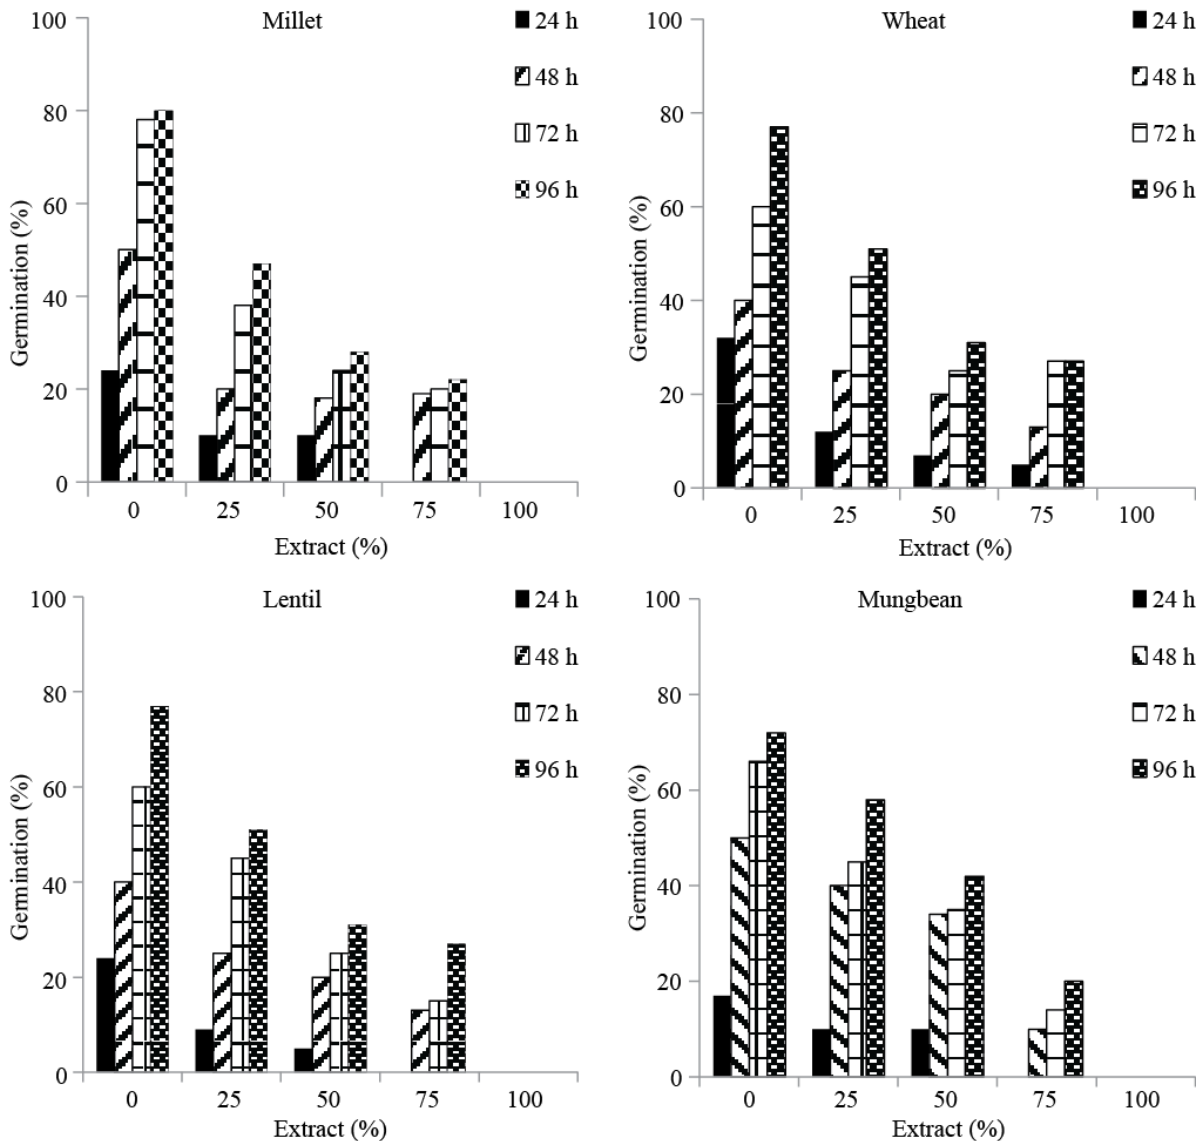 Millet
24 h
48 h
72 h
96 h
Germination (%)
100
80
60
40
20
0
0 25 50 75 100
Extract (%)
Wheat
24 h
48 h
72 h
96 h
Germination (%)
100
80
60
40
20
0
0 25 50 75 100
Extract (%)
Lentil
24 h
48 h
72 h
96 h
Germination (%)
100
80
60
40
20
0
0 25 50 75 100
Extract (%)
Mungbean
24 h
48 h
72 h
96 h
Germination (%)
100
80
60
40
20
0
0 25 50 75 100
Extract (%)